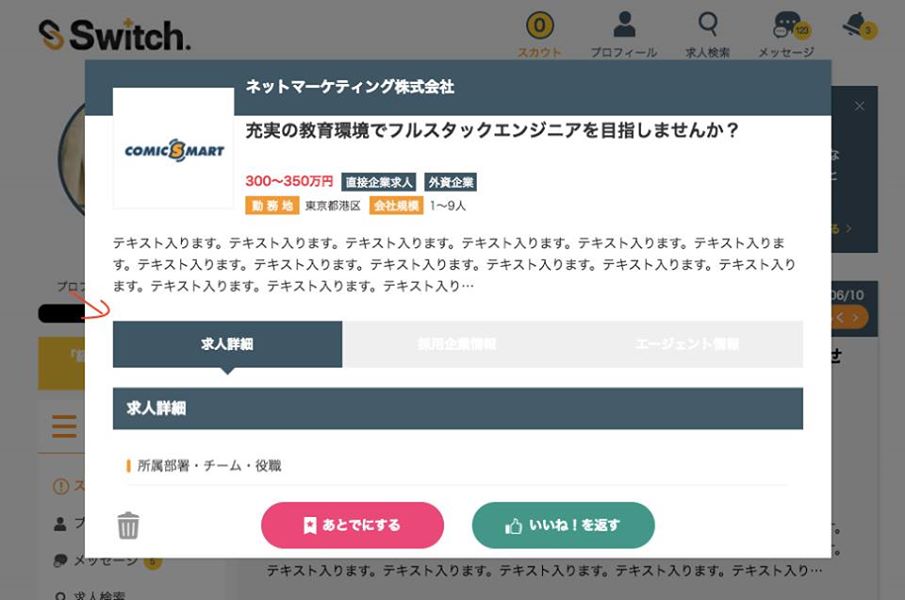 Switch.
0
123
3
スカウト
プロフィール
求人検索
メッセージ
ネットマーケティング株式会社
COMIC SMART
充実の教育環境でフルスタックエンジニアを目指しませんか？
300〜350万円 直接企業求人 外資企業
勤務地 東京都港区 会社規模 1〜9人
テキスト入ります。テキスト入ります。テキスト入ります。テキスト入ります。テキスト入ります。テキスト入りま
す。テキスト入ります。テキスト入ります。テキスト入ります。テキスト入ります。テキスト入ります。テキスト入り
ます。テキスト入ります。テキスト入ります。テキスト入り…
プロフ
06/10
求人詳細
採用企業情報
エージェント情報
せ
求人詳細
所属部署・チーム・役職
ス
プ
あとでにする
いいね！を返す
メッセージ 5
テキスト入ります。テキスト入ります。テキスト入ります。テキスト入ります。テキスト入り…
求人検索